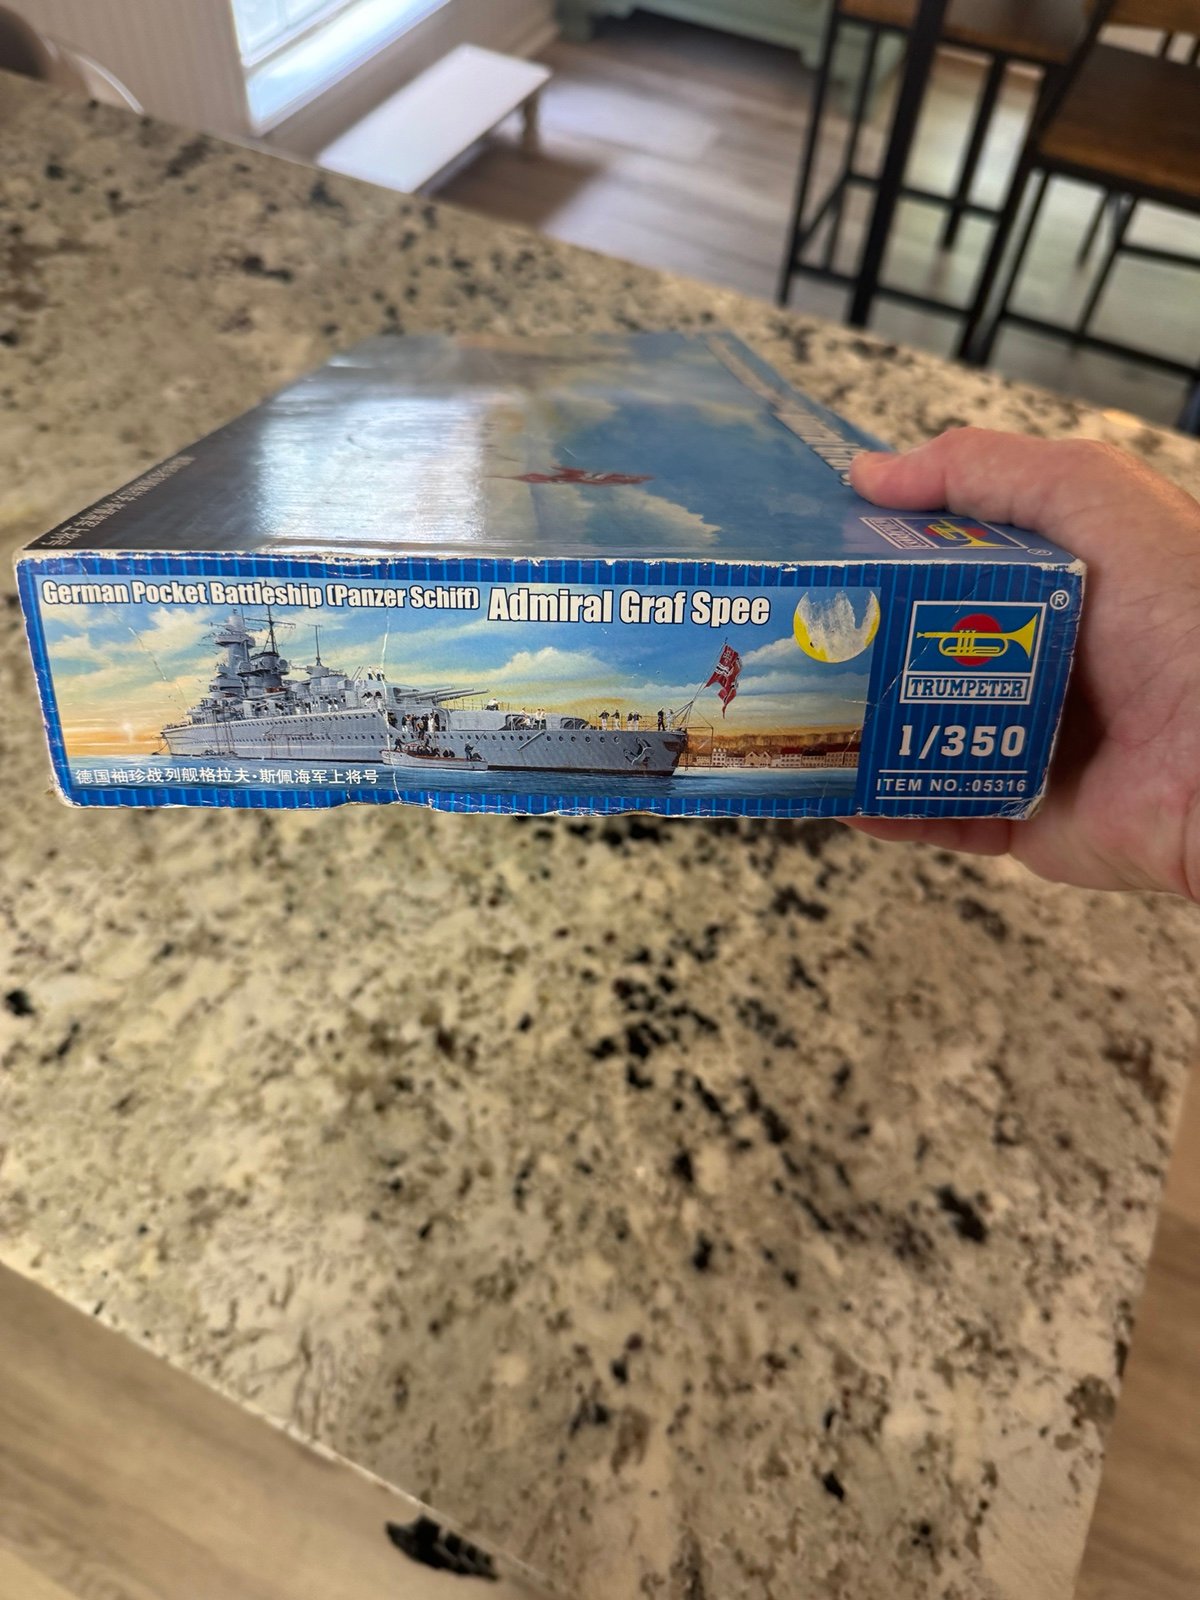 German Pocket Battleship (Panzer Schiff) Admiral Graf Spee
®
TRUMPETER
1/350
德国袖珍战列舰格拉夫·斯佩海军上将号
ITEM NO.:05316
TRUMPETER
®